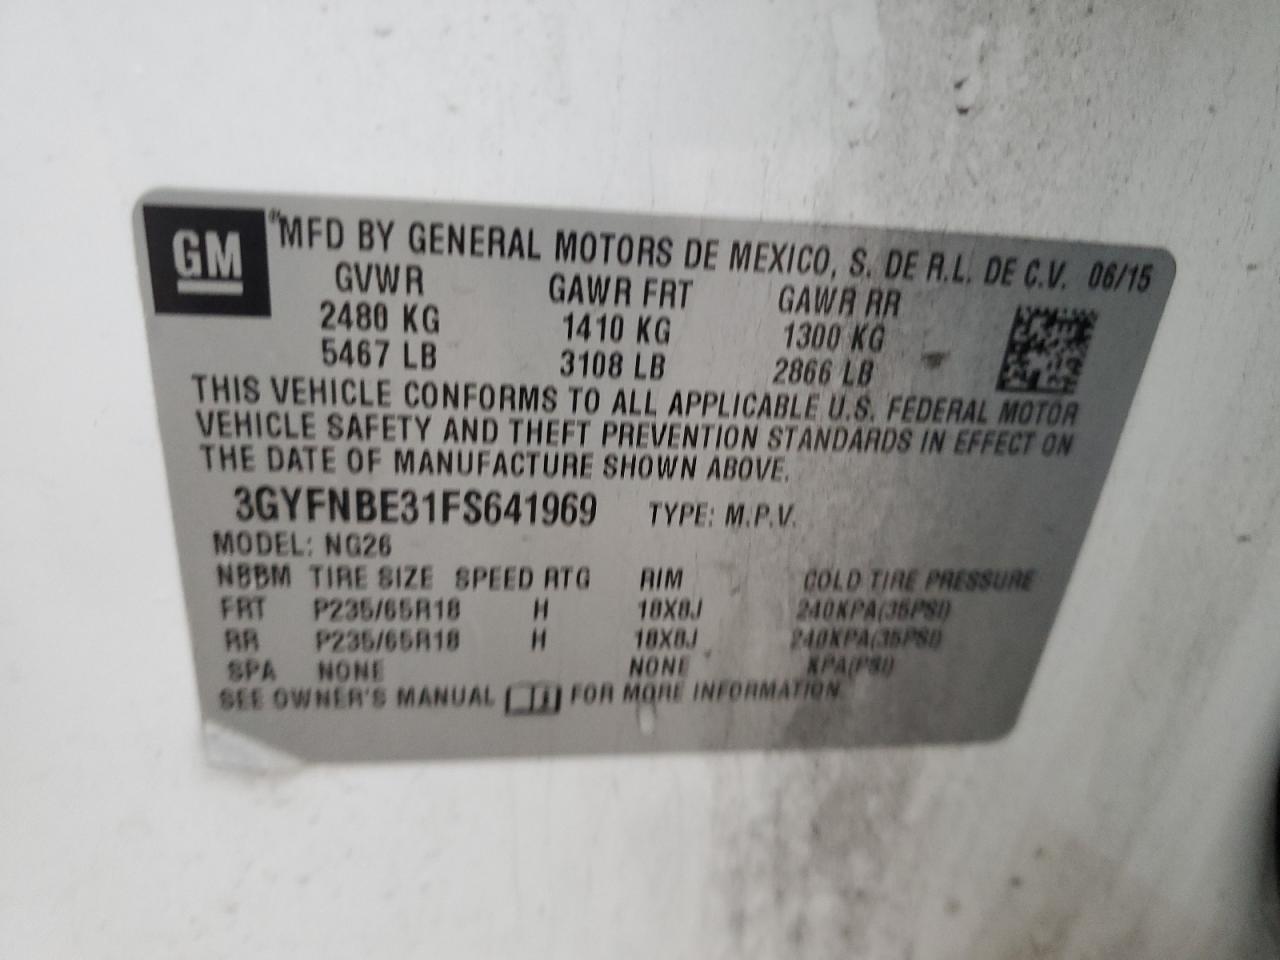 GM
MFD BY GENERAL MOTORS DE MEXICO, S. DE R.L. DE C.V. 06/15
GVWR GAWR FRT GAWR RR
2480 KG 1410 KG 1300 KG
5467 LB 3108 LB 2866 LB
THIS VEHICLE CONFORMS TO ALL APPLICABLE U.S. FEDERAL MOTOR
VEHICLE SAFETY AND THEFT PREVENTION STANDARDS IN EFFECT ON
THE DATE OF MANUFACTURE SHOWN ABOVE.
3GYFNBE31FS641969 TYPE: M.P.V.
MODEL: NG26
NBBM TIRE SIZE SPEED RTG RIM COLD TIRE PRESSURE
FRT P235/65R18 H 18X8J 240KPA(35PSI)
RR P235/65R18 H 18X8J 240KPA(35PSI)
SPA NONE NONE KPA(PSI)
SEE OWNER'S MANUAL FOR MORE INFORMATION.